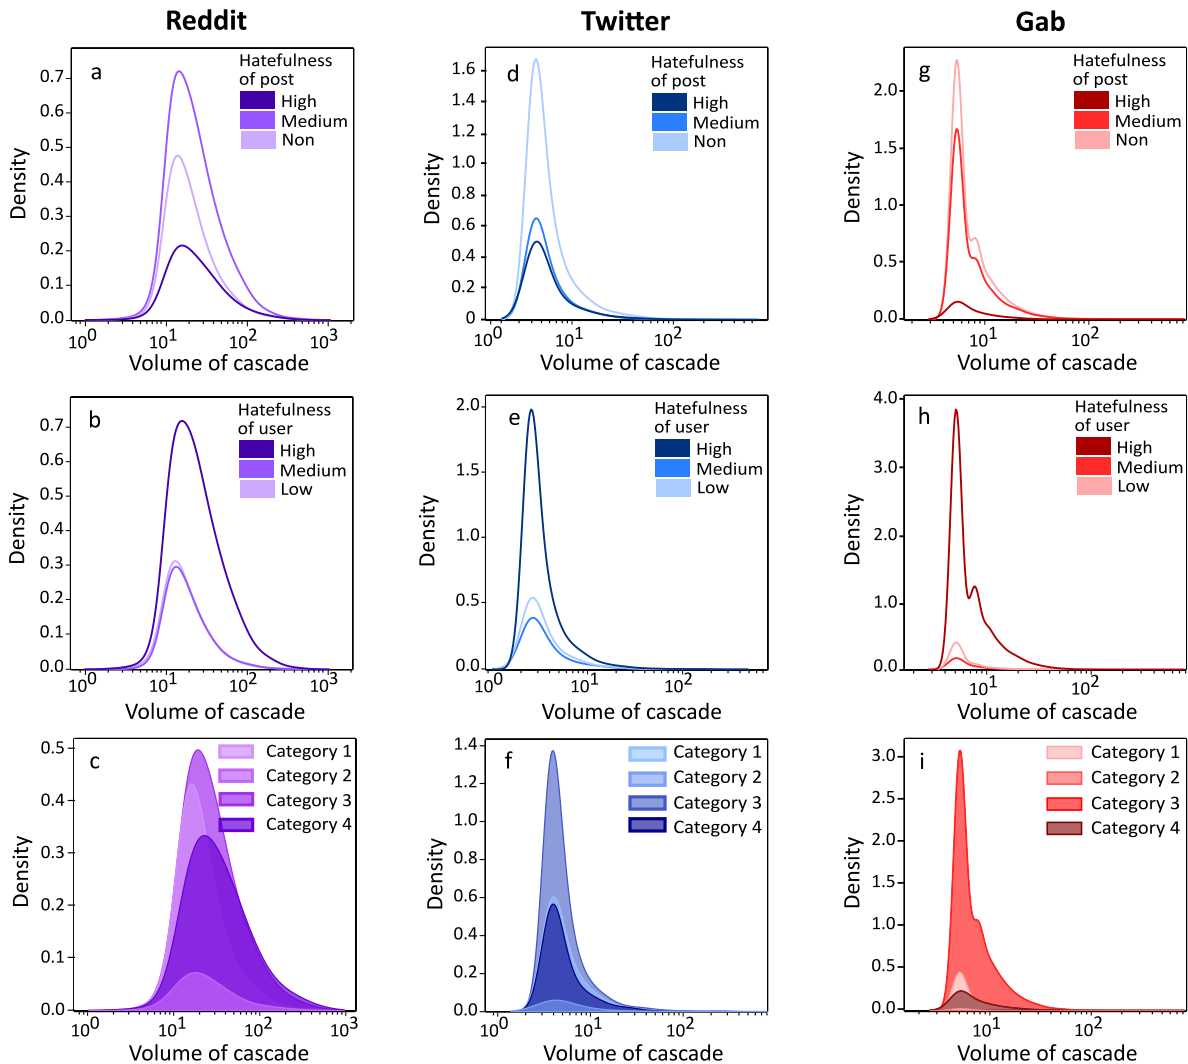 Reddit
Twitter
Gab
a
Hatefulness
of post
High
Medium
Non
Density
0.7
0.6
0.5
0.4
0.3
0.2
0.1
0.0
10^0 10^1 10^2 10^3
Volume of cascade
d
Hatefulness
of post
High
Medium
Non
Density
1.6
1.4
1.2
1.0
0.8
0.6
0.4
0.2
0
10^0 10^1 10^2
Volume of cascade
g
Hatefulness
of post
High
Medium
Non
Density
2.0
1.5
1.0
0.5
0.0
10^1 10^2
Volume of cascade
b
Hatefulness
of user
High
Medium
Low
Density
0.7
0.6
0.5
0.4
0.3
0.2
0.1
0.0
10^0 10^1 10^2 10^3
Volume of cascade
e
Hatefulness
of user
High
Medium
Low
Density
2.0
1.5
1.0
0.5
0.0
10^0 10^1 10^2
Volume of cascade
h
Hatefulness
of user
High
Medium
Low
Density
4.0
3.0
4.0
1.0
0.0
10^1 10^2
Volume of cascade
c
Category 1
Category 2
Category 3
Category 4
Density
0.5
0.4
0.3
0.2
0.1
0.0
10^0 10^1 10^2 10^3
Volume of cascade
f
Category 1
Category 2
Category 3
Category 4
Density
1.4
1.2
1.0
0.8
0.6
0.4
0.2
0.0
10^0 10^1 10^2
Volume of cascade
i
Category 1
Category 2
Category 3
Category 4
Density
3.0
2.5
2.0
1.5
1.0
0.5
0.0
10^1 10^2
Volume of cascade